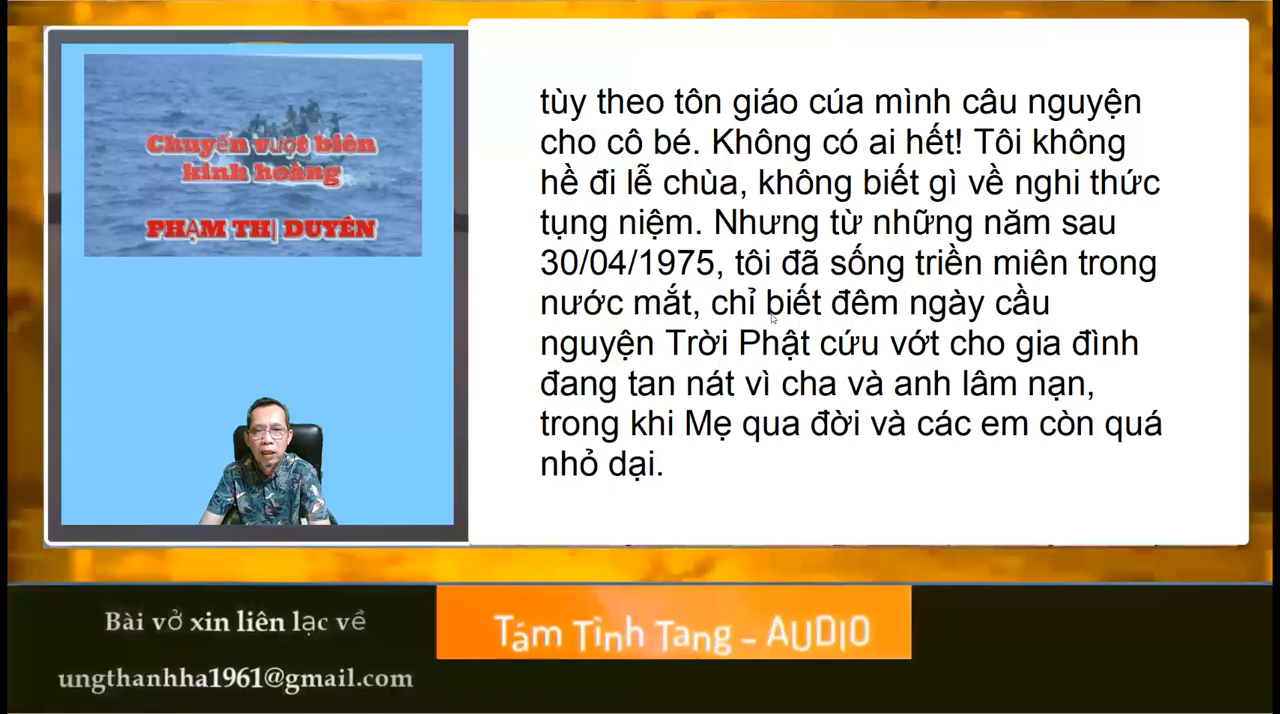 Chuyến vượt biên
kinh hoàng
PHẠM THỊ DUYÊN
tùy theo tôn giáo của mình câu nguyện
cho cô bé. Không có ai hết! Tôi không
hề đi lễ chùa, không biết gì về nghi thức
tụng niệm. Nhưng từ những năm sau
30/04/1975, tôi đã sống triền miên trong
nước mắt, chỉ biết đêm ngày cầu
nguyện Trời Phật cứu vớt cho gia đình
đang tan nát vì cha và anh lâm nạn,
trong khi Mẹ qua đời và các em còn quá
nhỏ dại.
Bài vở xin liên lạc về
ungthanhha1961@gmail.com
Tám Tình Tang – AUDIO